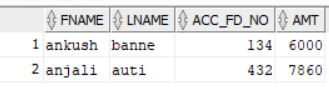 FNAME LNAME ACC_FD_NO AMT
1 ankush banne 134 6000
2 anjali auti 432 7860